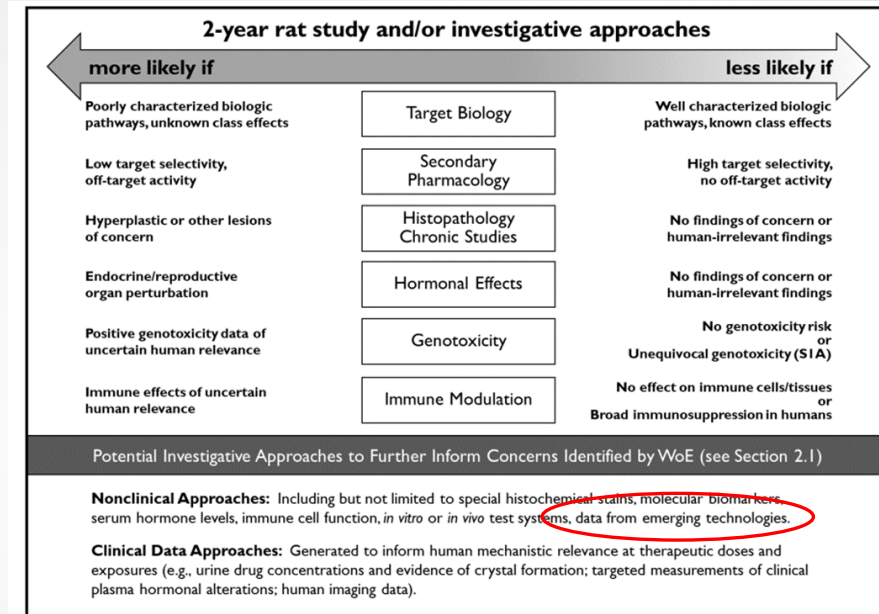 2-year rat study and/or investigative approaches
more likely if
less likely if
Poorly characterized biologic
pathways, unknown class effects
Target Biology
Well characterized biologic
pathways, known class effects
Low target selectivity,
off-target activity
Secondary
Pharmacology
High target selectivity,
no off-target activity
Hyperplastic or other lesions
of concern
Histopathology
Chronic Studies
No findings of concern or
human-irrelevant findings
Endocrine/reproductive
organ perturbation
Hormonal Effects
No findings of concern or
human-irrelevant findings
Positive genotoxicity data of
uncertain human relevance
Genotoxicity
No genotoxicity risk
or
Unequivocal genotoxicity (S1A)
Immune effects of uncertain
human relevance
Immune Modulation
No effect on immune cells/tissues
or
Broad immunosuppression in humans
Potential Investigative Approaches to Further Inform Concerns Identified by WoE (see Section 2.1)
Nonclinical Approaches: Including but not limited to special histochemical stains, molecular biomarkers,
serum hormone levels, immune cell function, in vitro or in vivo test systems, data from emerging technologies.
Clinical Data Approaches: Generated to inform human mechanistic relevance at therapeutic doses and
exposures (e.g., urine drug concentrations and evidence of crystal formation; targeted measurements of clinical
plasma hormonal alterations; human imaging data).